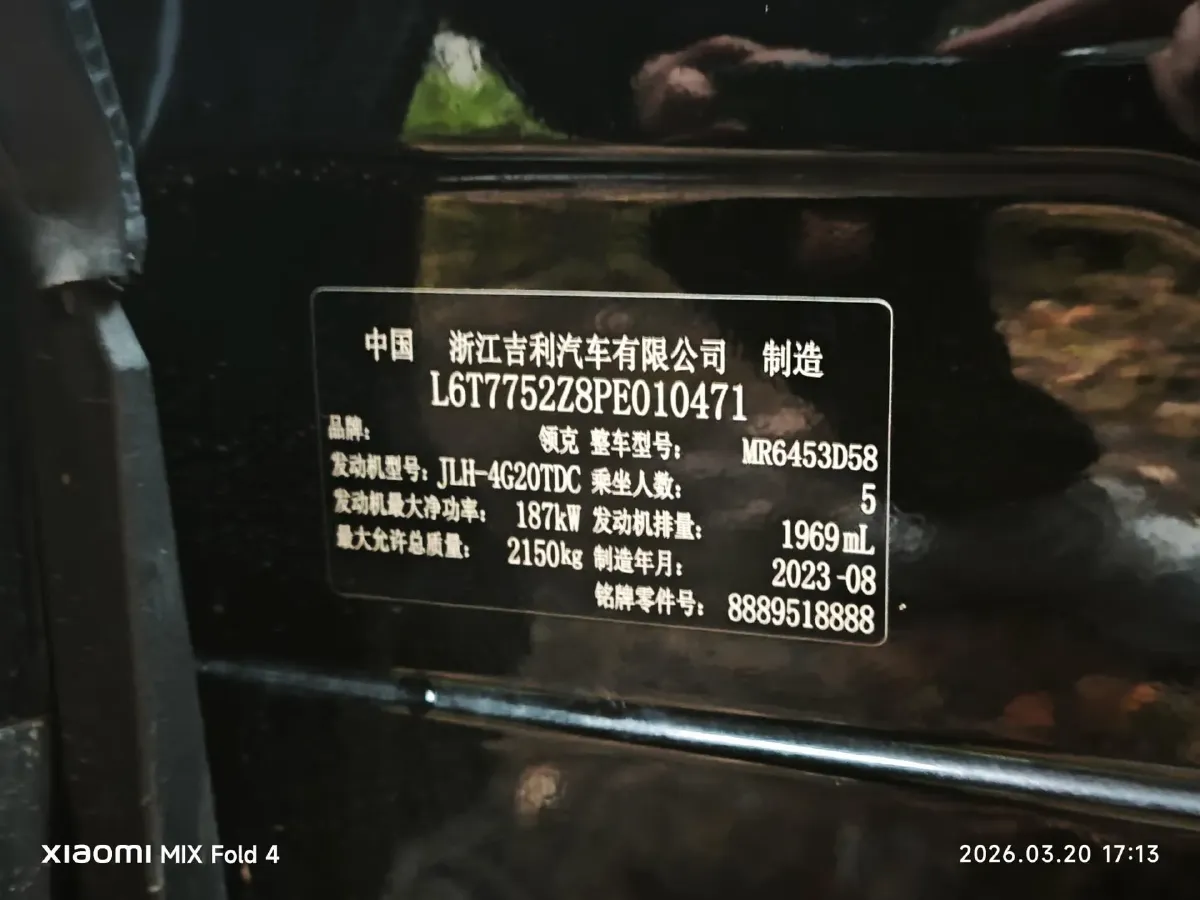 中国 浙江吉利汽车有限公司 制造
L6T7752Z8PE010471
品牌: 领克 整车型号: MR6453D58
发动机型号: JLH-4G20TDC 乘坐人数: 5
发动机最大净功率: 187kW 发动机排量: 1969mL
最大允许总质量: 2150kg 制造年月: 2023-08
铭牌零件号: 8889518888
xiaomi MIX Fold 4
2026.03.20 17:13